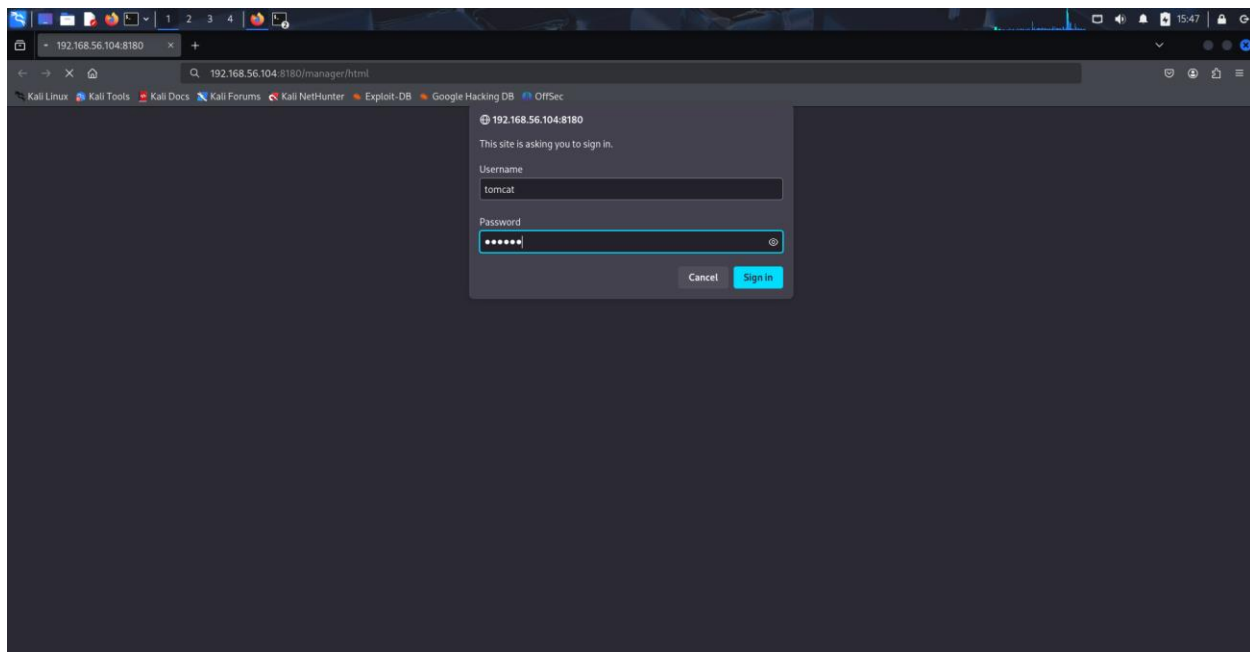 1 2 3 4 2 15:47
192.168.56.104:8180
192.168.56.104:8180/manager/html
Kali Linux Kali Tools Kali Docs Kali Forums Kali NetHunter Exploit-DB Google Hacking DB OffSec
192.168.56.104:8180
This site is asking you to sign in.
Username
tomcat
Password
••••••
Cancel Sign in